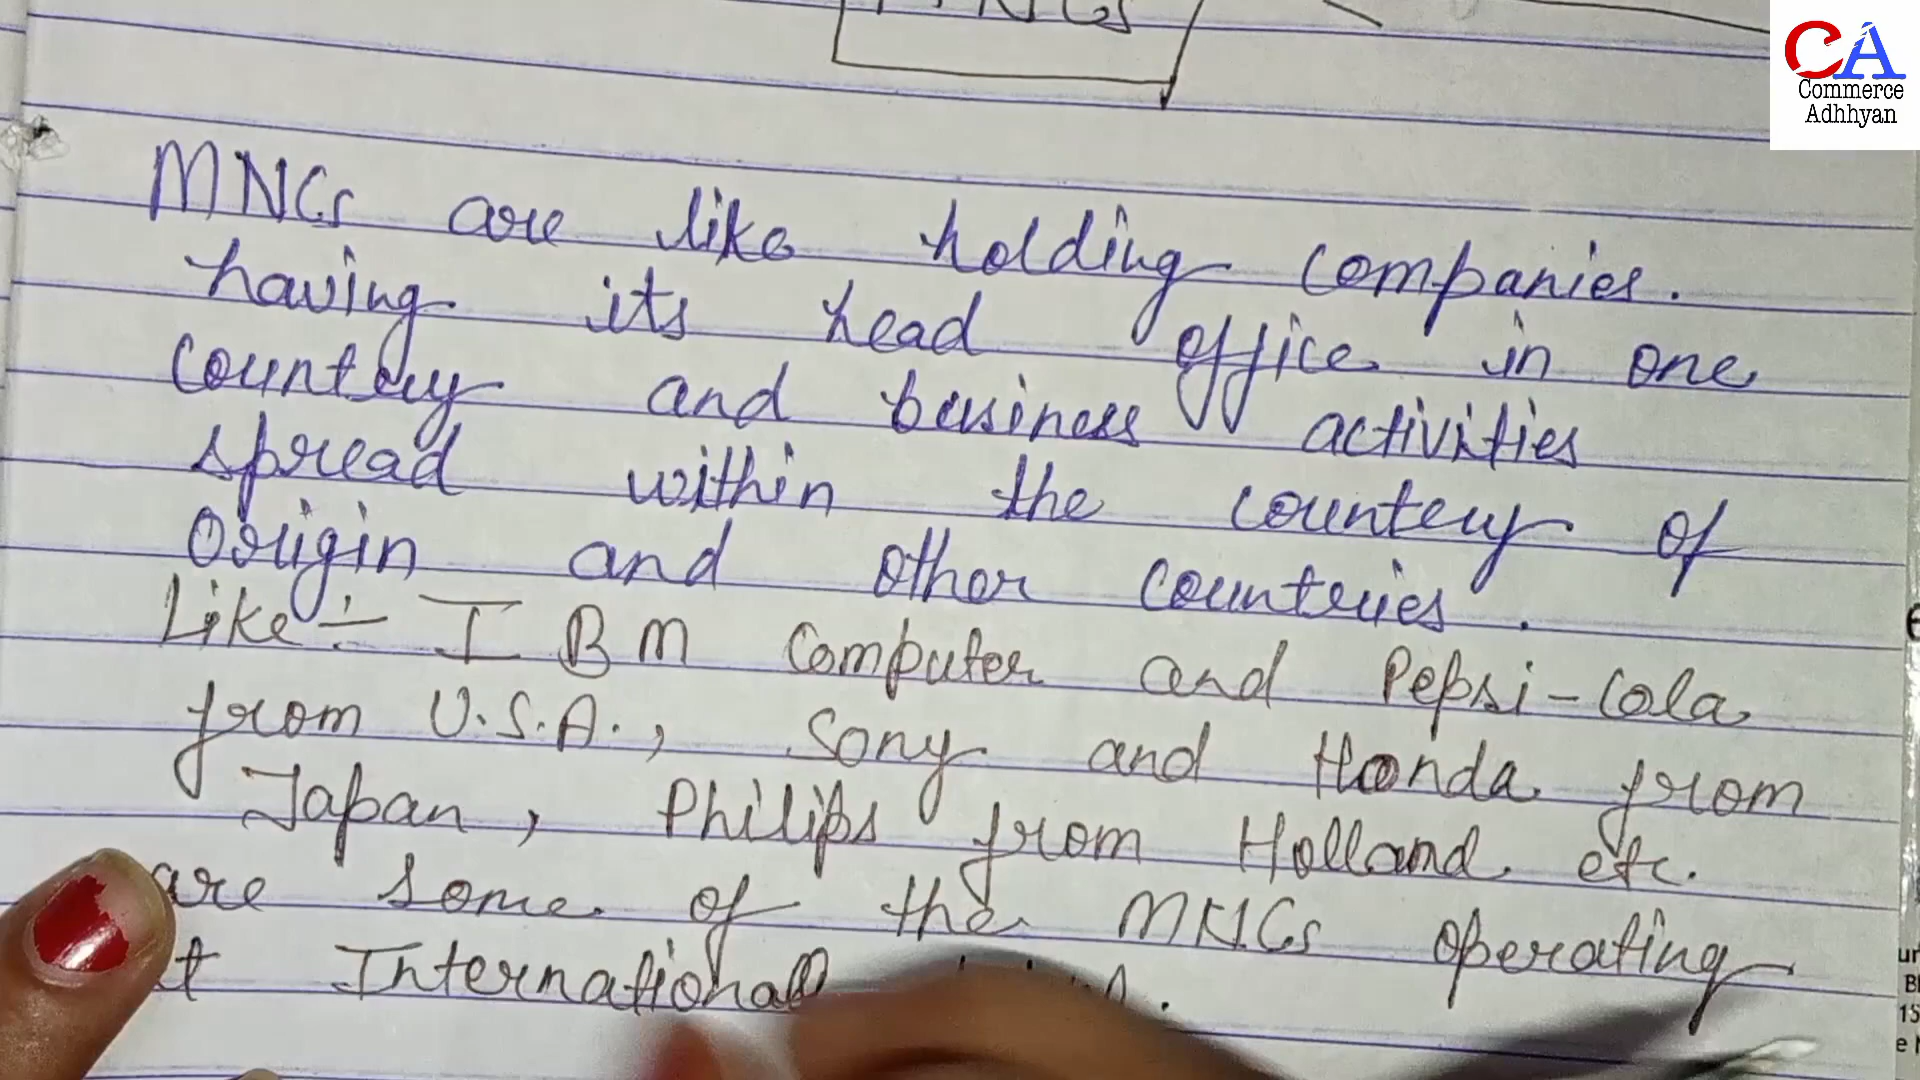 MNCs
CA
Commerce
Adhhyan
MNCs are like holding companies.
having its head office in one
country and business activities
spread within the country of
origin and other countries.
Like :- IBM Computer and Pepsi-Cola
from U.S.A., Sony and Honda from
Japan, Philips from Holland etc.
are some of the MNCs operating
International